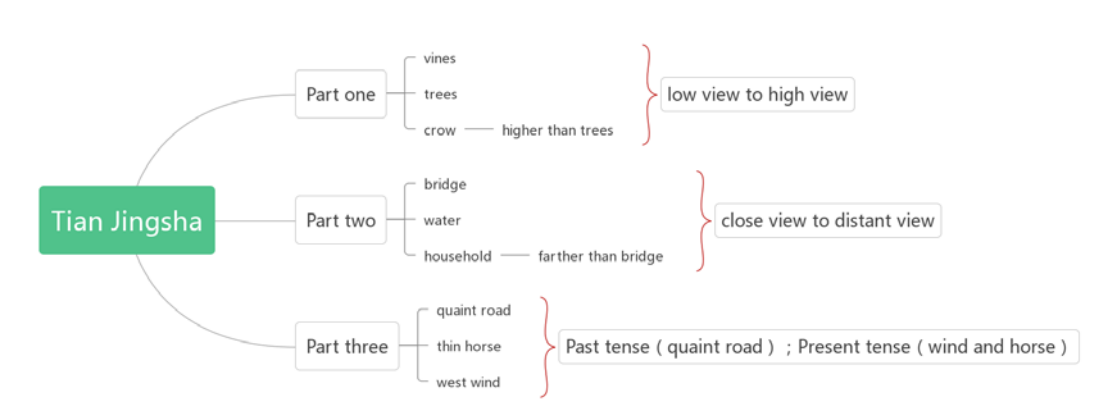 Tian Jingsha
Part one
vines
trees
crow
higher than trees
low view to high view
Part two
bridge
water
household
farther than bridge
close view to distant view
Part three
quaint road
thin horse
west wind
Past tense ( quaint road ) ; Present tense ( wind and horse )